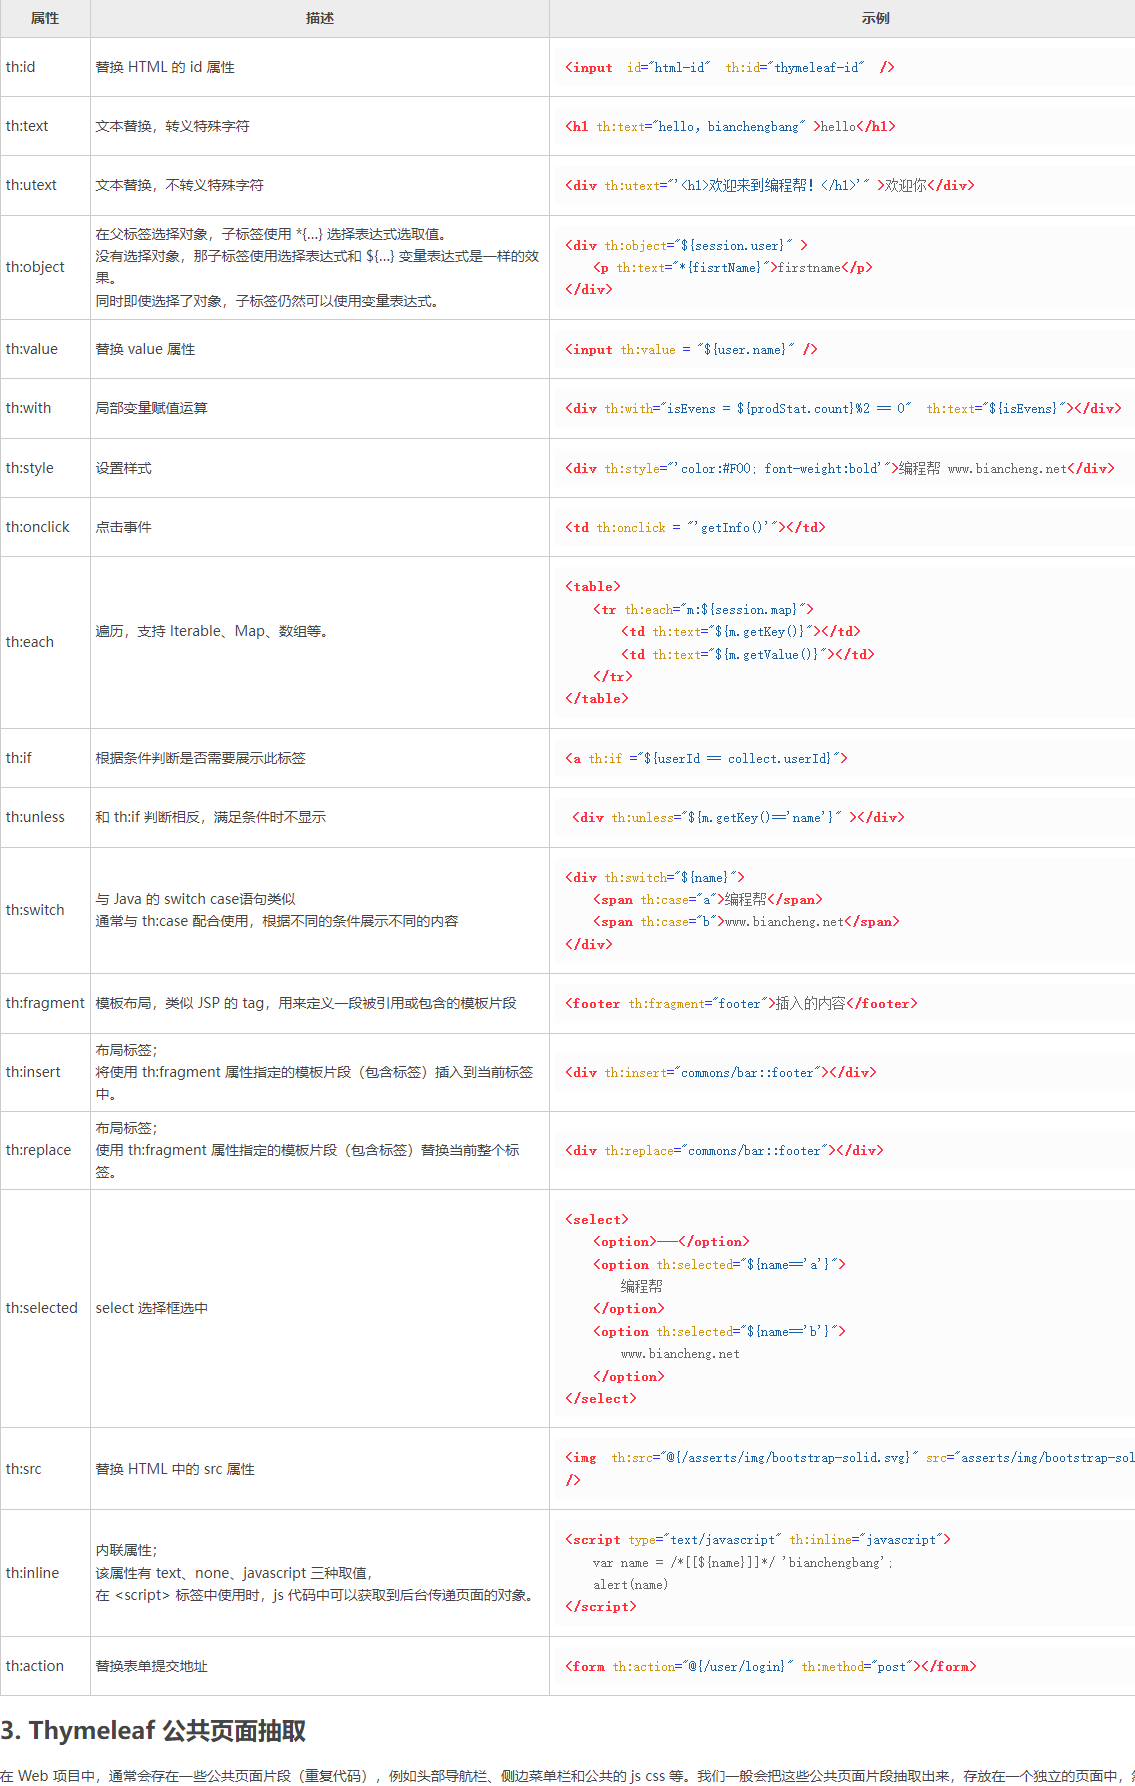 属性 描述 示例
th:id 替换 HTML 的 id 属性 <input  id="html-id"  th:id="thymeleaf-id"  />
th:text 文本替换，转义特殊字符 <h1 th:text="hello，bianchengbang" >hello</h1>
th:utext 文本替换，不转义特殊字符 <div th:utext="'<h1>欢迎来到编程帮！</h1>'" >欢迎你</div>
th:object
在父标签选择对象，子标签使用 *{…} 选择表达式选取值。
没有选择对象，那子标签使用选择表达式和 ${…} 变量表达式是一样的效
果。
同时即使选择了对象，子标签仍然可以使用变量表达式。
<div th:object="${session.user}" >
    <p th:text="*{fisrtName}">firstname</p>
</div>
th:value 替换 value 属性 <input th:value = "${user.name}" />
th:with 局部变量赋值运算 <div th:with="isEvens = ${prodStat.count}%2 == 0"  th:text="${isEvens}"></div>
th:style 设置样式 <div th:style="'color:#F00; font-weight:bold'">编程帮 www.biancheng.net</div>
th:onclick 点击事件 <td th:onclick = "'getInfo()'"></td>
th:each 遍历，支持 Iterable、Map、数组等。
<table>
    <tr th:each="m:${session.map}">
        <td th:text="${m.getKey()}"></td>
        <td th:text="${m.getValue()}"></td>
    </tr>
</table>
th:if 根据条件判断是否需要展示此标签 <a th:if ="${userId == collect.userId}">
th:unless 和 th:if 判断相反，满足条件时不显示 <div th:unless="${m.getKey()=='name'}" ></div>
th:switch
与 Java 的 switch case语句类似
通常与 th:case 配合使用，根据不同的条件展示不同的内容
<div th:switch="${name}">
    <span th:case="a">编程帮</span>
    <span th:case="b">www.biancheng.net</span>
</div>
th:fragment 模板布局，类似 JSP 的 tag，用来定义一段被引用或包含的模板片段 <footer th:fragment="footer">插入的内容</footer>
th:insert
布局标签；
将使用 th:fragment 属性指定的模板片段（包含标签）插入到当前标签
中。
<div th:insert="commons/bar::footer"></div>
th:replace
布局标签；
使用 th:fragment 属性指定的模板片段（包含标签）替换当前整个标
签。
<div th:replace="commons/bar::footer"></div>
th:selected select 选择框选中
<select>
    <option>---</option>
    <option th:selected="${name=='a'}">
        编程帮
    </option>
    <option th:selected="${name=='b'}">
        www.biancheng.net
    </option>
</select>
th:src 替换 HTML 中的 src 属性
<img  th:src="@{/asserts/img/bootstrap-solid.svg}" src="asserts/img/bootstrap-sol
/>
th:inline
内联属性；
该属性有 text、none、javascript 三种取值，
在 <script> 标签中使用时，js 代码中可以获取到后台传递页面的对象。
<script type="text/javascript" th:inline="javascript">
    var name = /*[[${name}]]*/ 'bianchengbang';
    alert(name)
</script>
th:action 替换表单提交地址 <form th:action="@{/user/login}" th:method="post"></form>
3. Thymeleaf 公共页面抽取
在 Web 项目中，通常会存在一些公共页面片段（重复代码），例如头部导航栏、侧边菜单栏和公共的 js css 等。我们一般会把这些公共页面片段抽取出来，存放在一个独立的页面中，